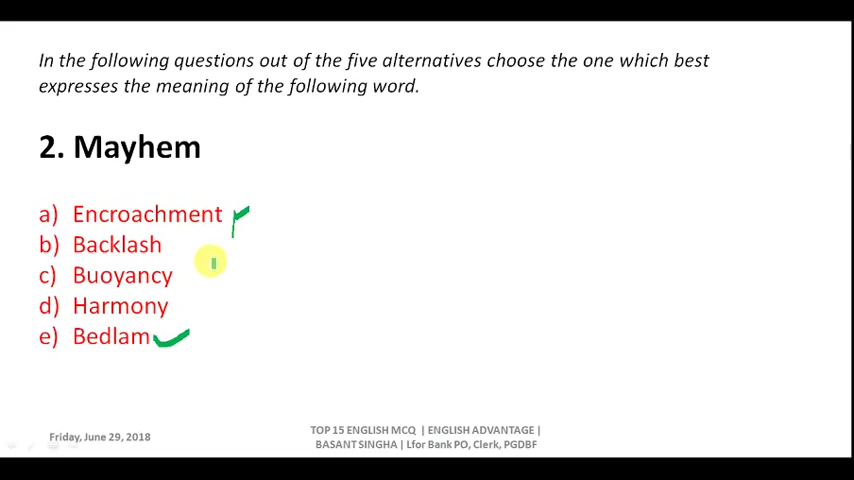 In the following questions out of the five alternatives choose the one which best
expresses the meaning of the following word.
2. Mayhem
a) Encroachment
b) Backlash
c) Buoyancy
d) Harmony
e) Bedlam
Friday, June 29, 2018
TOP 15 ENGLISH MCQ | ENGLISH ADVANTAGE |
BASANT SINGHA | Lfor Bank PO, Clerk, PGDBF